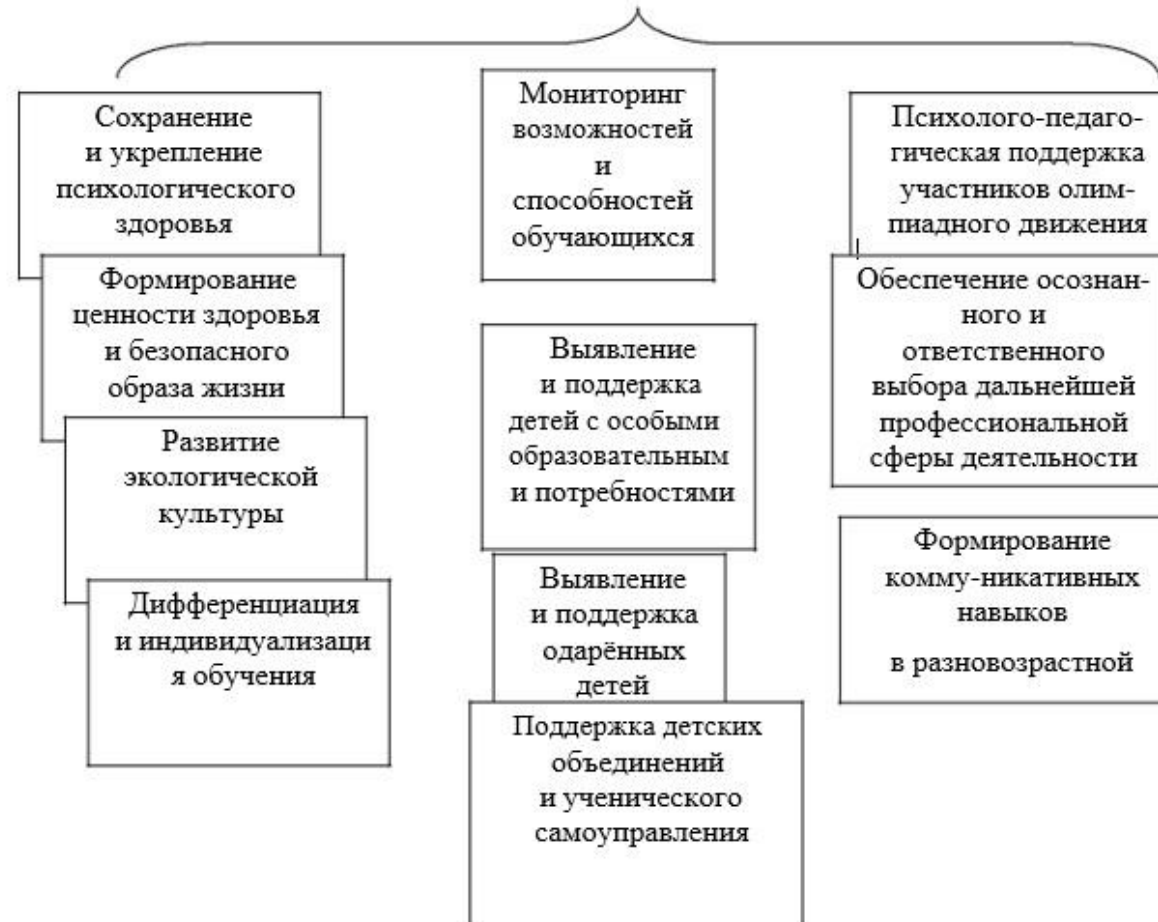 Сохранение
и укрепление
психологического
здоровья
Формирование
ценности здоровья
и безопасного
образа жизни
Развитие
экологической
культуры
Дифференциация
и индивидуализаци
я обучения
Мониторинг
возможностей
и
способностей
обучающихся
Выявление
и поддержка
детей с особыми
образовательным
и потребностями
Выявление
и поддержка
одарённых
детей
Поддержка детских
объединений
и ученического
самоуправления
Психолого-педаго-
гическая поддержка
участников олим-
пиадного движения
Обеспечение осознан-
ного и
ответственного
выбора дальнейшей
профессиональной
сферы деятельности
Формирование
комму-никативных
навыков
в разновозрастной